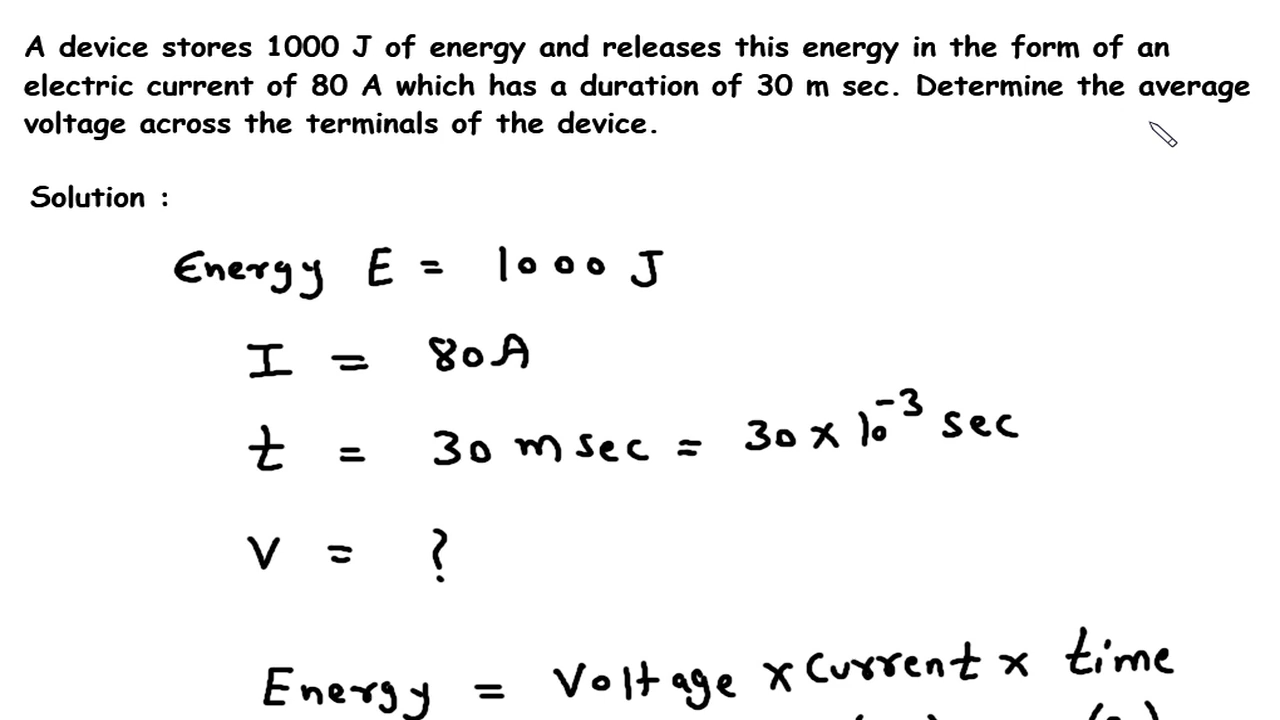 A device stores 1000 J of energy and releases this energy in the form of an
electric current of 80 A which has a duration of 30 m sec. Determine the average
voltage across the terminals of the device.
Solution :
Energy E = 1000 J
I = 80A
t = 30 m sec = 30 x 10⁻³ sec
V = ?
Energy = Voltage x Current x time